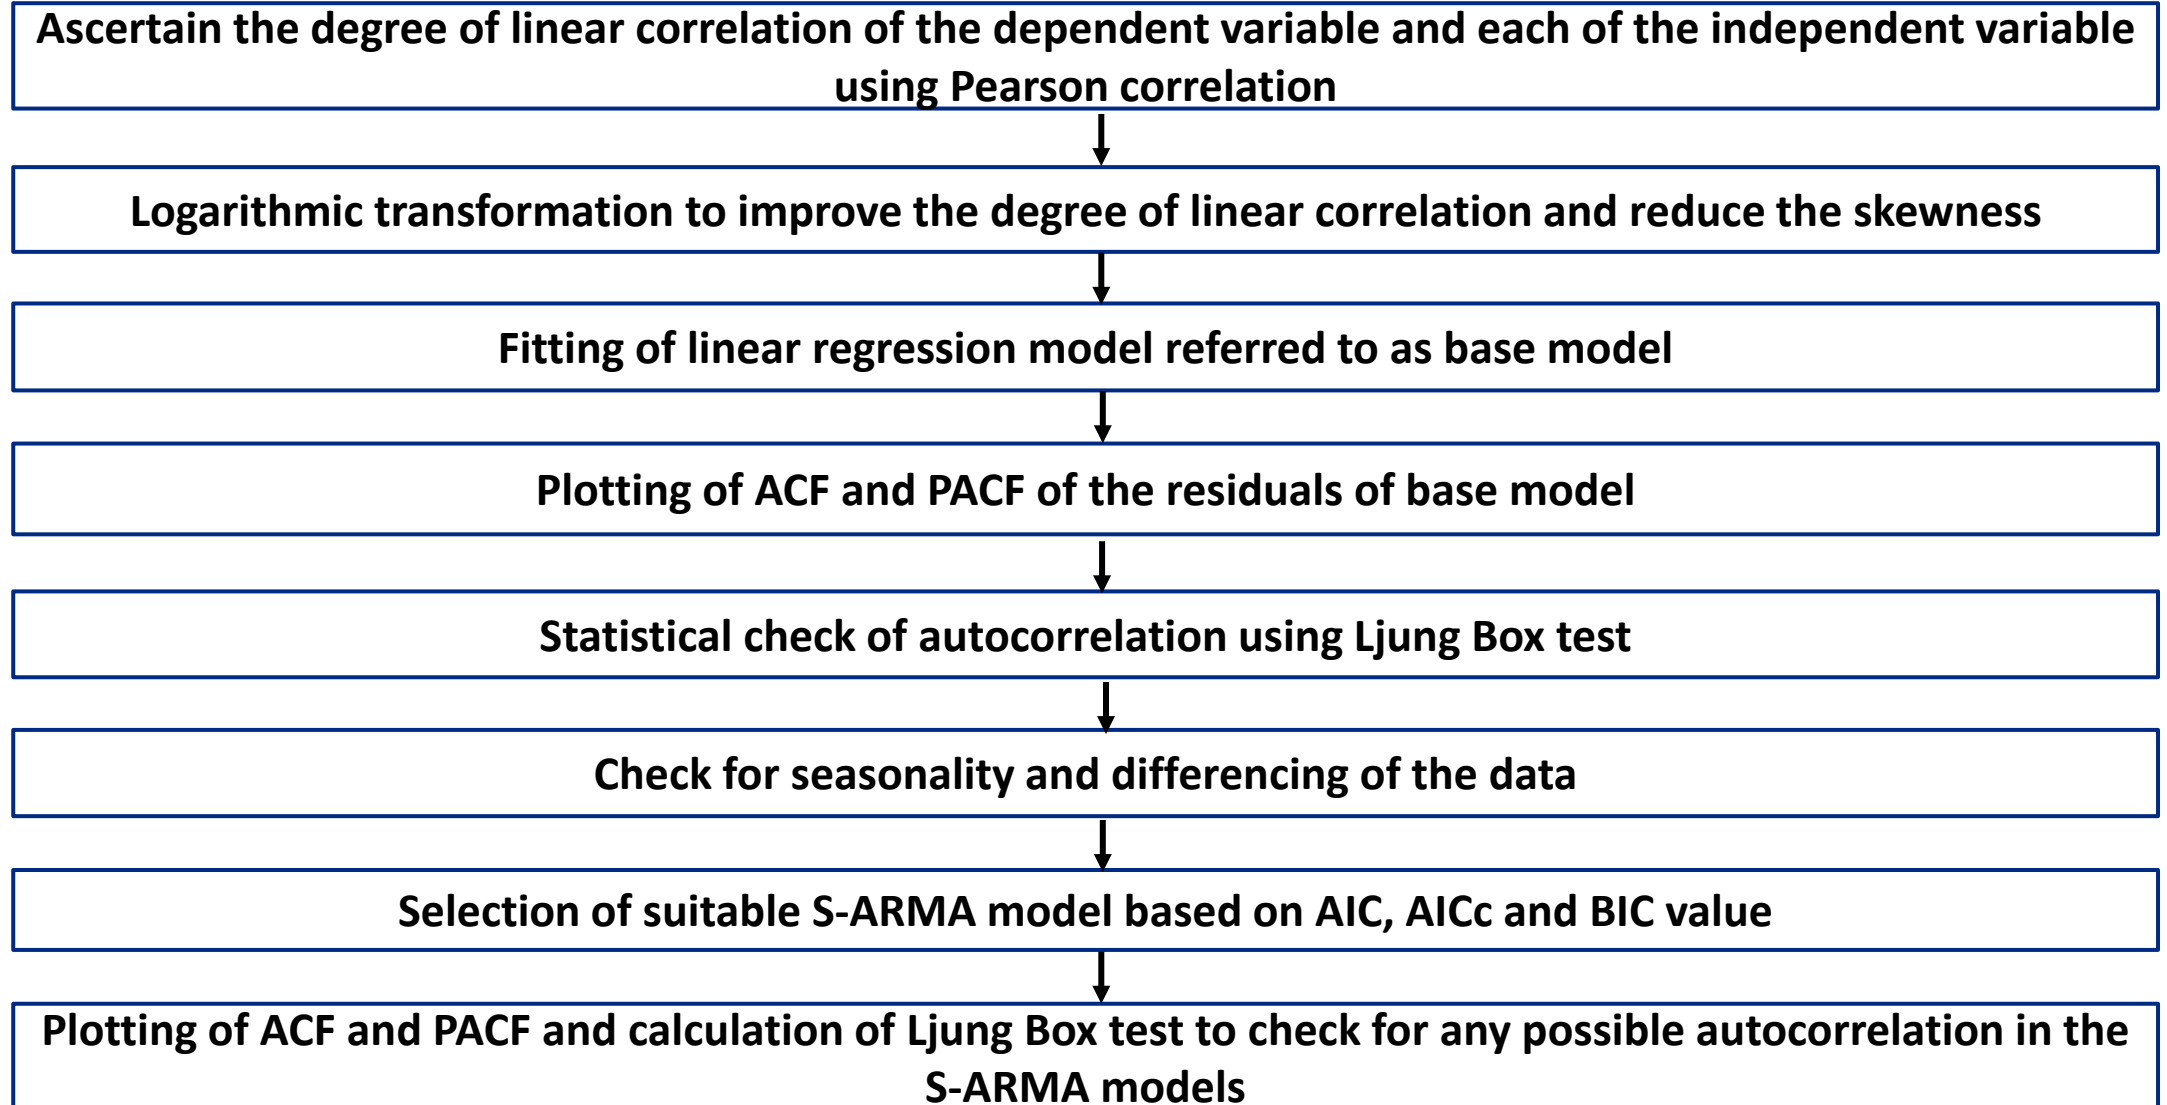 Ascertain the degree of linear correlation of the dependent variable and each of the independent variable
using Pearson correlation
Logarithmic transformation to improve the degree of linear correlation and reduce the skewness
Fitting of linear regression model referred to as base model
Plotting of ACF and PACF of the residuals of base model
Statistical check of autocorrelation using Ljung Box test
Check for seasonality and differencing of the data
Selection of suitable S-ARMA model based on AIC, AICc and BIC value
Plotting of ACF and PACF and calculation of Ljung Box test to check for any possible autocorrelation in the
S-ARMA models